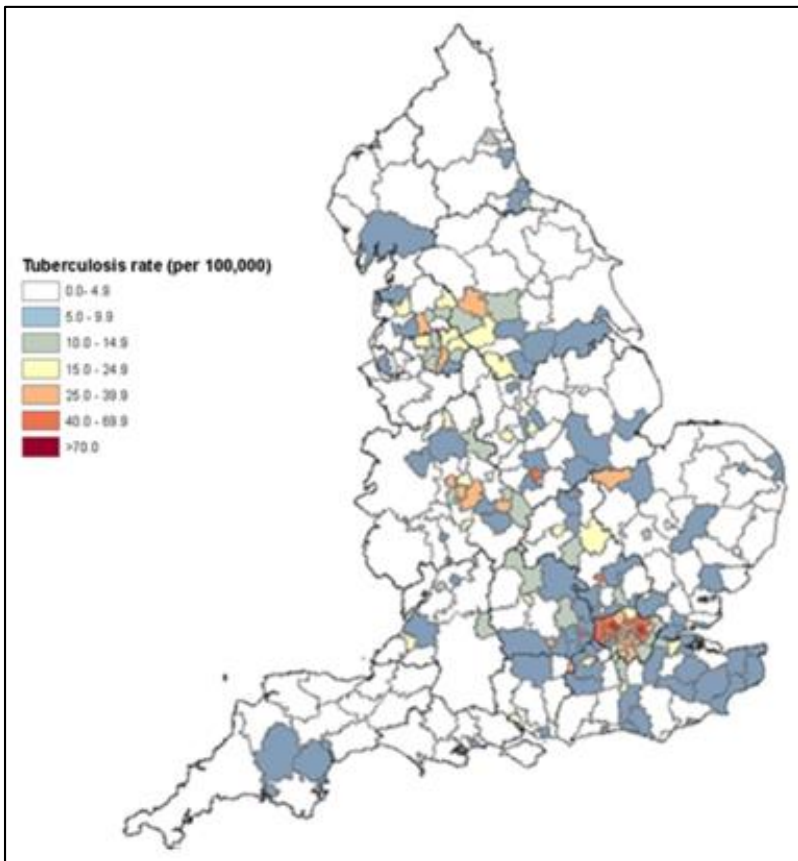 Tuberculosis rate (per 100,000)
0.0- 4.9
5.0 - 9.9
10.0 - 14.9
15.0 - 24.9
25.0 - 39.9
40.0 - 69.9
>70.0